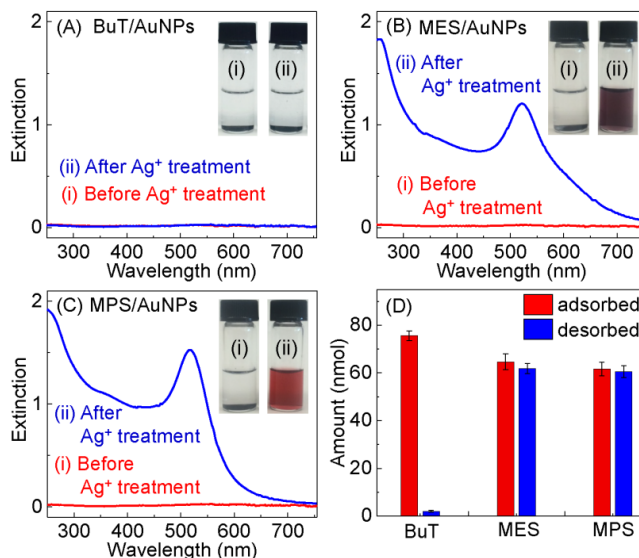 (A) BuT/AuNPs
(i) (ii)
(ii) After Ag⁺ treatment
(i) Before Ag⁺ treatment
Extinction
2
1
0
300 400 500 600 700
Wavelength (nm)
(B) MES/AuNPs
(ii) After
Ag⁺ treatment
(i) (ii)
(i) Before
Ag⁺ treatment
Extinction
2
1
0
300 400 500 600 700
Wavelength (nm)
(C) MPS/AuNPs
(i) (ii)
(ii) After
Ag⁺ treatment
(i) Before
Ag⁺ treatment
Extinction
2
1
0
300 400 500 600 700
Wavelength (nm)
(D)
adsorbed
desorbed
Amount (nmol)
80
60
40
20
0
BuT MES MPS